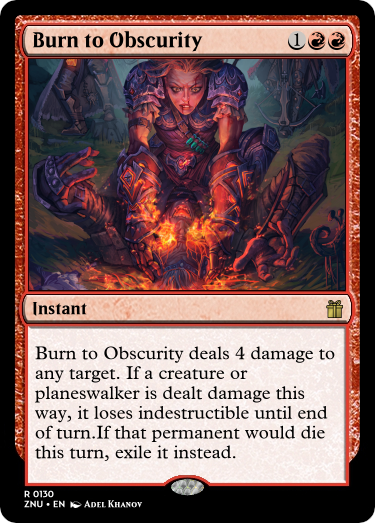 Burn to Obscurity 1
Instant
Burn to Obscurity deals 4 damage to
any target. If a creature or
planeswalker is dealt damage this
way, it loses indestructible until end
of turn.If that permanent would die
this turn, exile it instead.
R 0130
ZNU • EN Adel Khanov